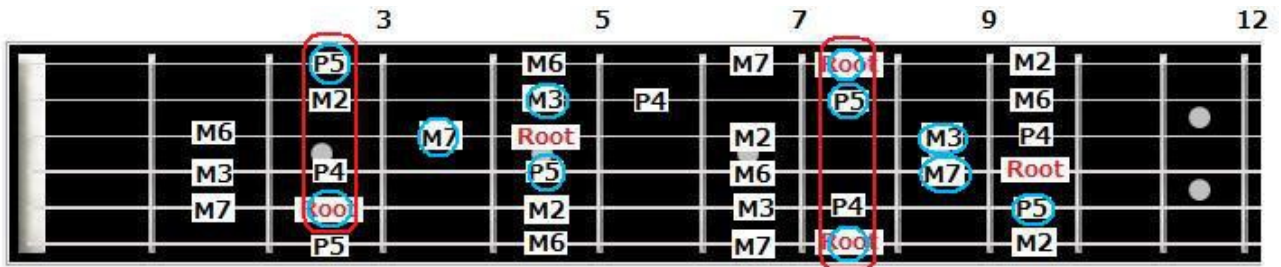 3 5 7 9 12
P5 M6 M7 Root M2
M2 M3 P4 P5 M6
M6 M7 Root M2 M3 P4
M3 P4 P5 M6 M7 Root
M7 Root M2 M3 P4 P5
P5 M6 M7 Root M2